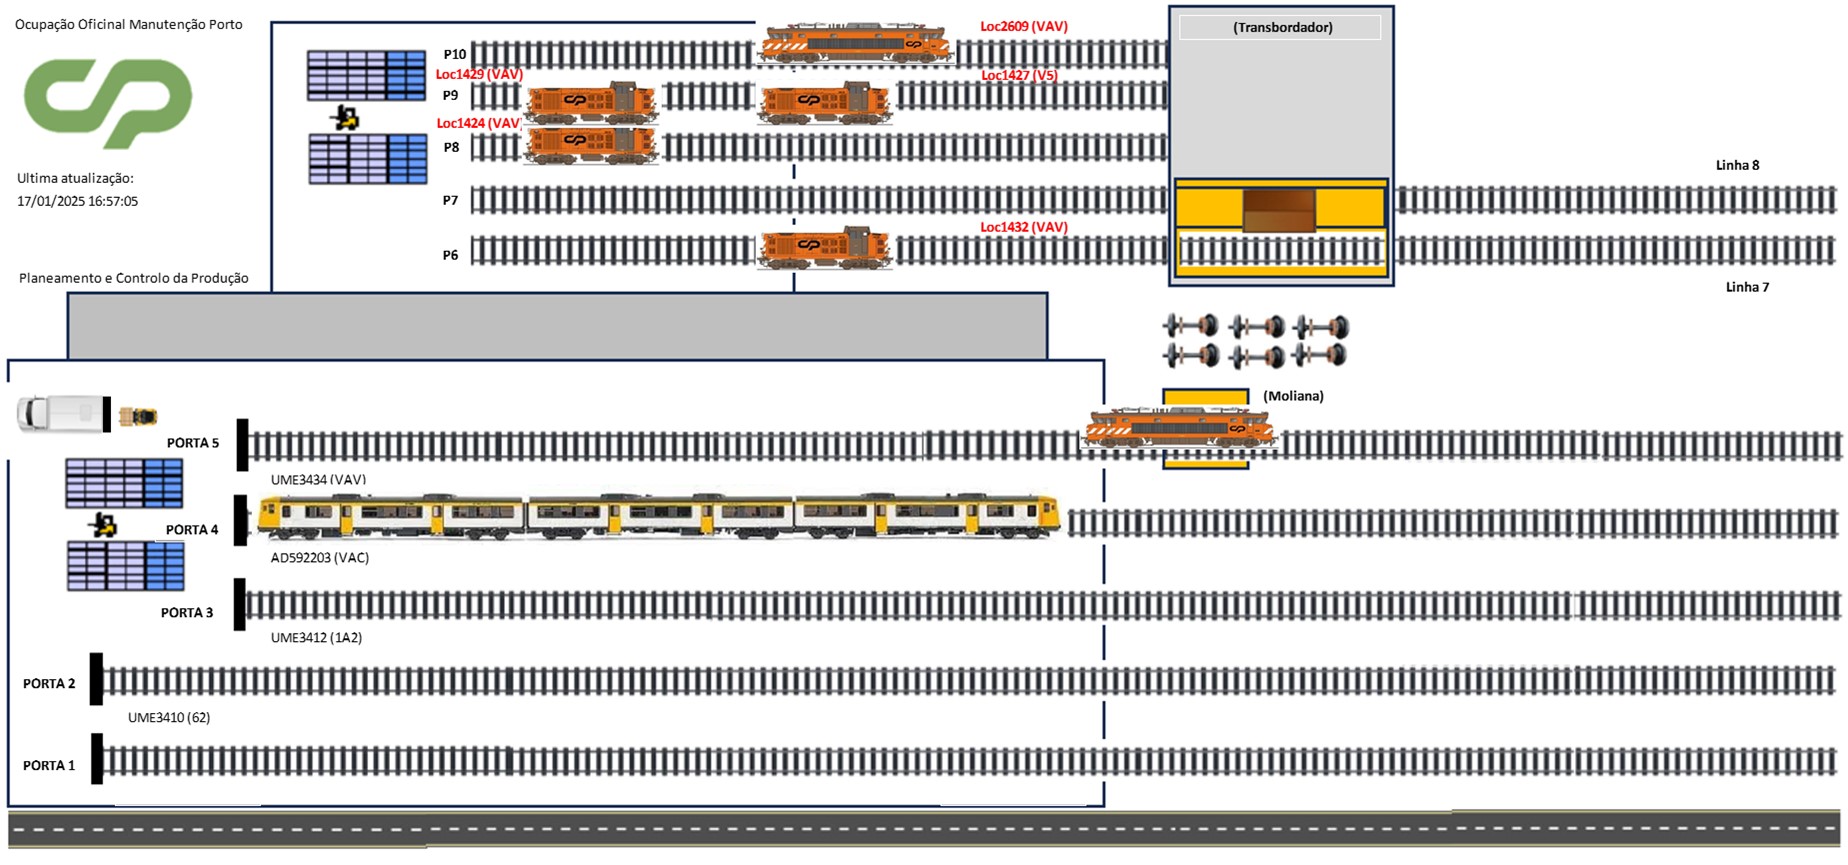 Ocupação Oficinal Manutenção Porto
Loc2609 (VAV)
(Transbordador)
P10
Loc1429 (VAV)
Loc1427 (V5)
P9
Loc1424 (VAV)
P8
Linha 8
Ultima atualização:
17/01/2025 16:57:05
P7
Loc1432 (VAV)
P6
Planeamento e Controlo da Produção
Linha 7
(Moliana)
PORTA 5
UME3434 (VAV)
PORTA 4
AD592203 (VAC)
PORTA 3
UME3412 (1A2)
PORTA 2
UME3410 (62)
PORTA 1